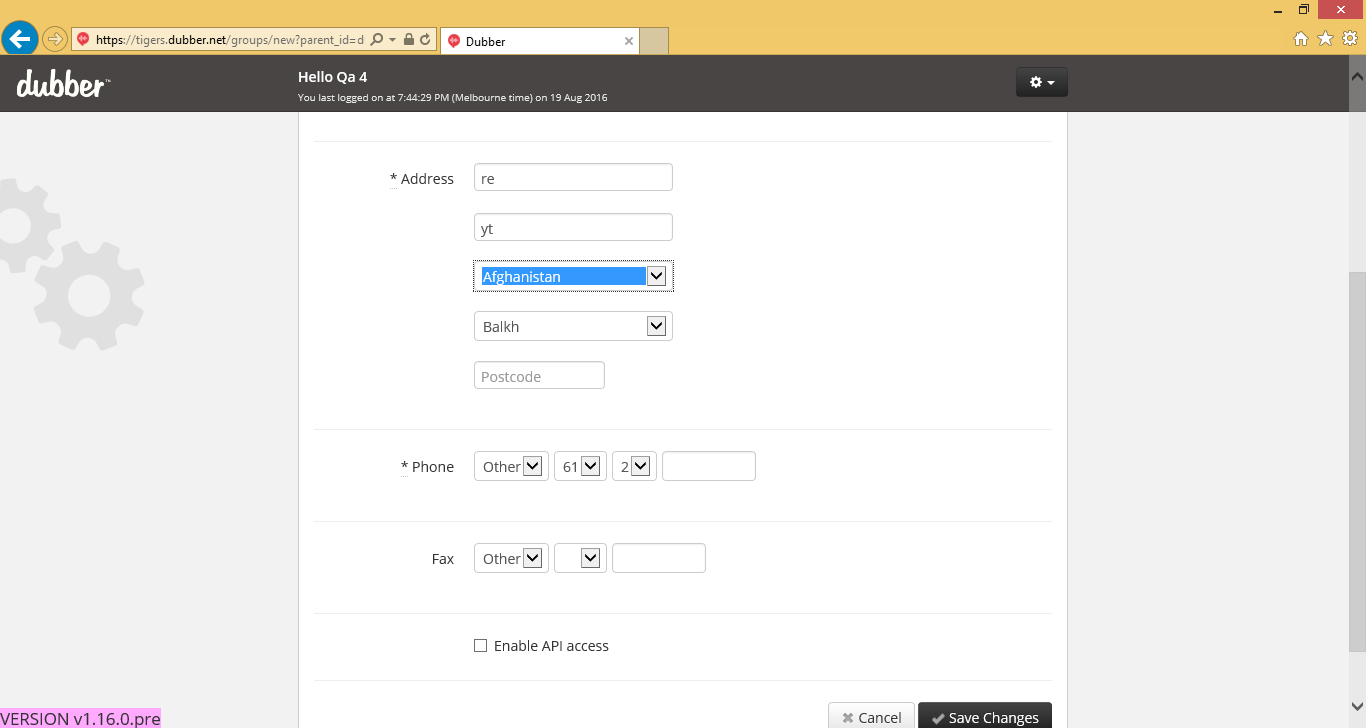 https://tigers.dubber.net/groups/new?parent_id=d
Dubber
dubber™
Hello Qa 4
You last logged on at 7:44:29 PM (Melbourne time) on 19 Aug 2016
* Address
re
yt
Afghanistan
Balkh
Postcode
* Phone
Other
61
2
Fax
Other
Enable API access
Cancel
Save Changes
VERSION v1.16.0.pre